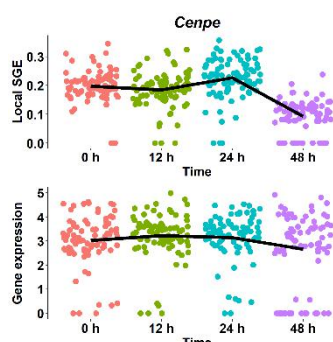 Cenpe
Local SGE
0.3
0.2
0.1
0.0
0 h 12 h 24 h 48 h
Time
Gene expression
5
4
3
2
1
0
0 h 12 h 24 h 48 h
Time